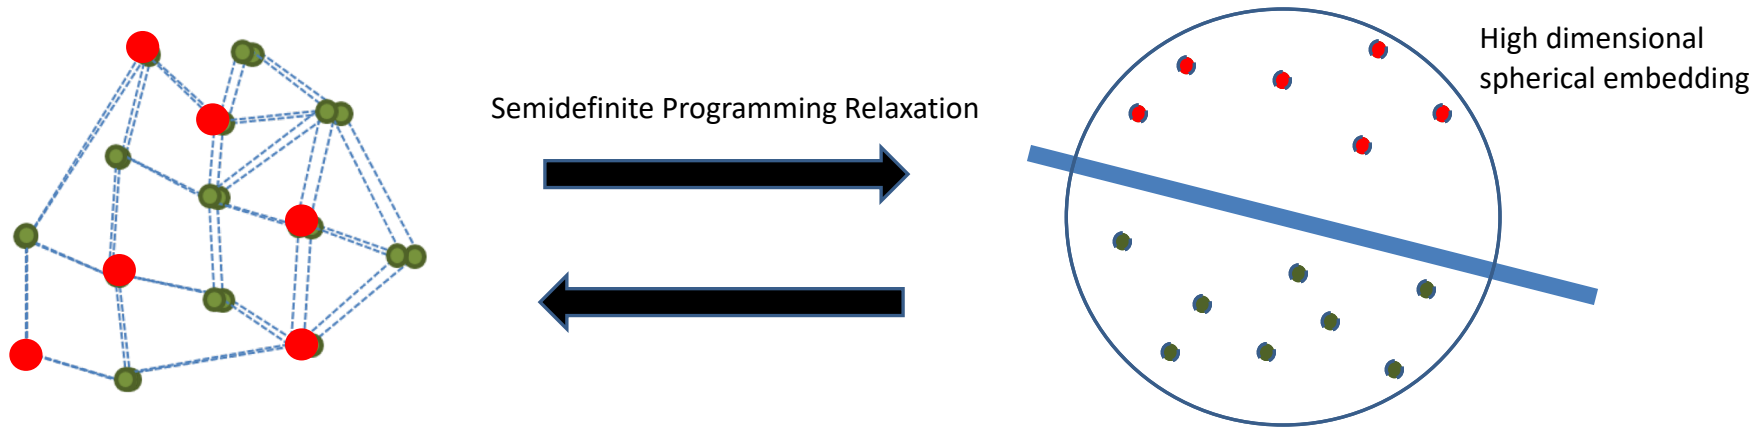 Semidefinite Programming Relaxation
High dimensional
spherical embedding